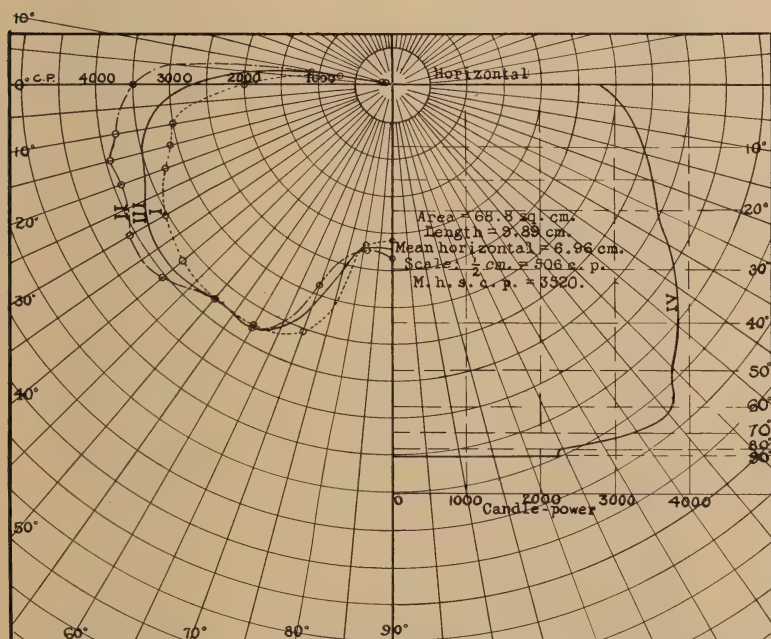 10°
0° C.P. 4000 3000 2000 1000 Horizontal
10° 10°
20° 20°
30° 30°
40° 40°
50° 50°
60° 60°
70° 70°
80° 80°
90° 90°
II III I IV
Area = 68.8 sq. cm.
Length = 9.89 cm.
Mean horizontal = 6.96 cm.
Scale: 1/2 cm. = 506 c. p.
M. h. s. c. p. = 3520.
0 1000 2000 3000 4000
Candle-power